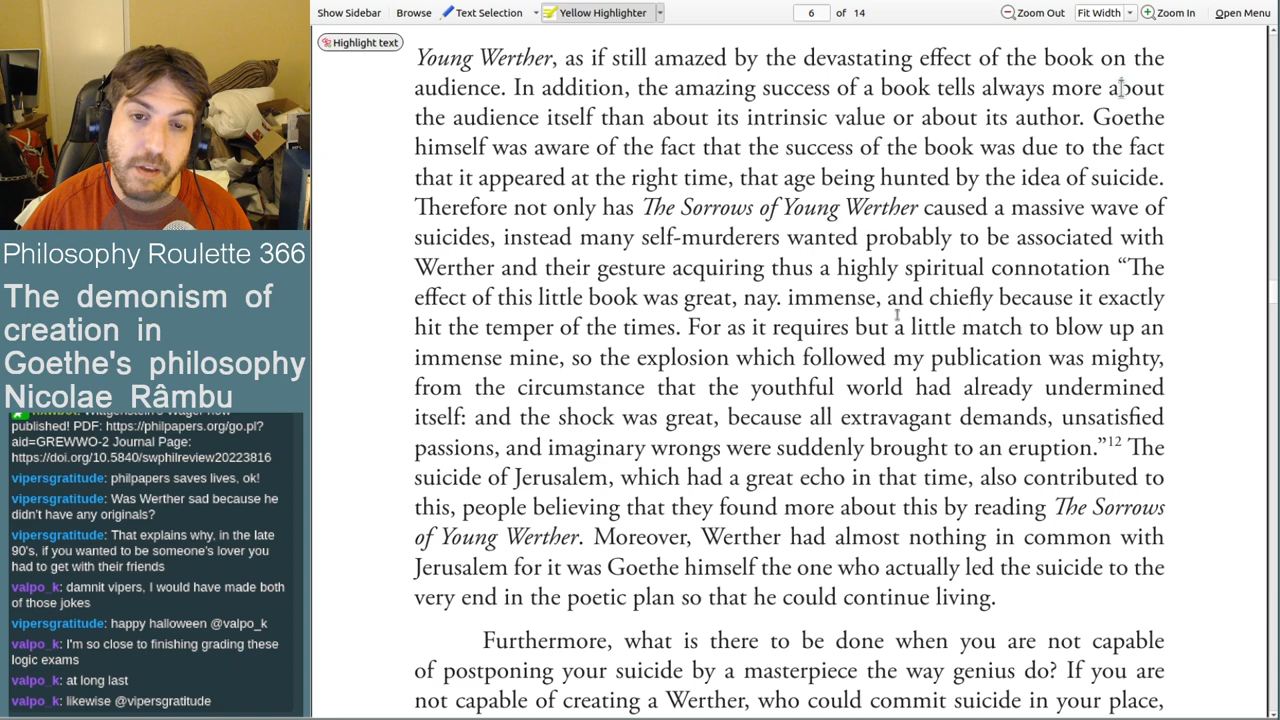 Show Sidebar Browse Text Selection Yellow Highlighter 6 of 14 Zoom Out Fit Width Zoom In Open Menu
Highlight text
Young Werther, as if still amazed by the devastating effect of the book on the
audience. In addition, the amazing success of a book tells always more about
the audience itself than about its intrinsic value or about its author. Goethe
himself was aware of the fact that the success of the book was due to the fact
that it appeared at the right time, that age being hunted by the idea of suicide.
Therefore not only has The Sorrows of Young Werther caused a massive wave of
suicides, instead many self-murderers wanted probably to be associated with
Werther and their gesture acquiring thus a highly spiritual connotation “The
effect of this little book was great, nay. immense, and chiefly because it exactly
hit the temper of the times. For as it requires but a little match to blow up an
immense mine, so the explosion which followed my publication was mighty,
from the circumstance that the youthful world had already undermined
itself: and the shock was great, because all extravagant demands, unsatisfied
passions, and imaginary wrongs were suddenly brought to an eruption.”12 The
suicide of Jerusalem, which had a great echo in that time, also contributed to
this, people believing that they found more about this by reading The Sorrows
of Young Werther. Moreover, Werther had almost nothing in common with
Jerusalem for it was Goethe himself the one who actually led the suicide to the
very end in the poetic plan so that he could continue living.
Furthermore, what is there to be done when you are not capable
of postponing your suicide by a masterpiece the way genius do? If you are
not capable of creating a Werther, who could commit suicide in your place,
Philosophy Roulette 366
The demonism of
creation in
Goethe's philosophy
Nicolae Râmbu
published! PDF: https://philpapers.org/go.pl?
aid=GREWWO-2 Journal Page:
https://doi.org/10.5840/swphilreview20223816
vipersgratitude: philpapers saves lives, ok!
vipersgratitude: Was Werther sad because he
didn't have any originals?
vipersgratitude: That explains why. in the late
90's, if you wanted to be someone's lover you
had to get with their friends
valpo_k: damnit vipers, I would have made both
of those jokes
vipersgratitude: happy halloween @valpo_k
valpo_k: I'm so close to finishing grading these
logic exams
valpo_k: at long last
valpo_k: likewise @vipersgratitude